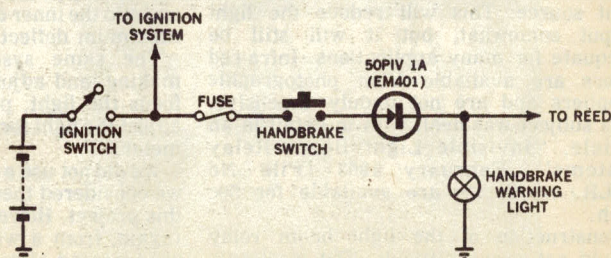 TO IGNITION
SYSTEM
50PIV 1A
(EM401)
FUSE
TO REED
IGNITION
SWITCH
HANDBRAKE
SWITCH
HANDBRAKE
WARNING
LIGHT